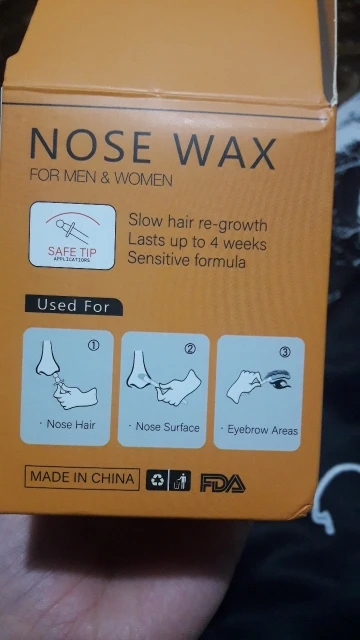 NOSE WAX
FOR MEN & WOMEN
SAFE TIP
APPLICATIORS
Slow hair re-growth
Lasts up to 4 weeks
Sensitive formula
Used For
①
②
③
· Nose Hair
· Nose Surface
· Eyebrow Areas
MADE IN CHINA
FDA